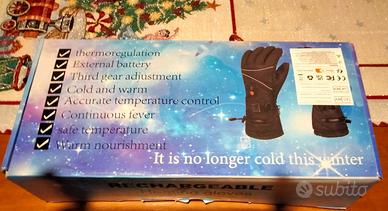 thermoregulation
External battery
Third gear adjustment
Cold and warm
Accurate temperature control
Continuous fever
safe temperature
Warm nourishment
It is no longer cold this winter
RECHARGEABLE
subito